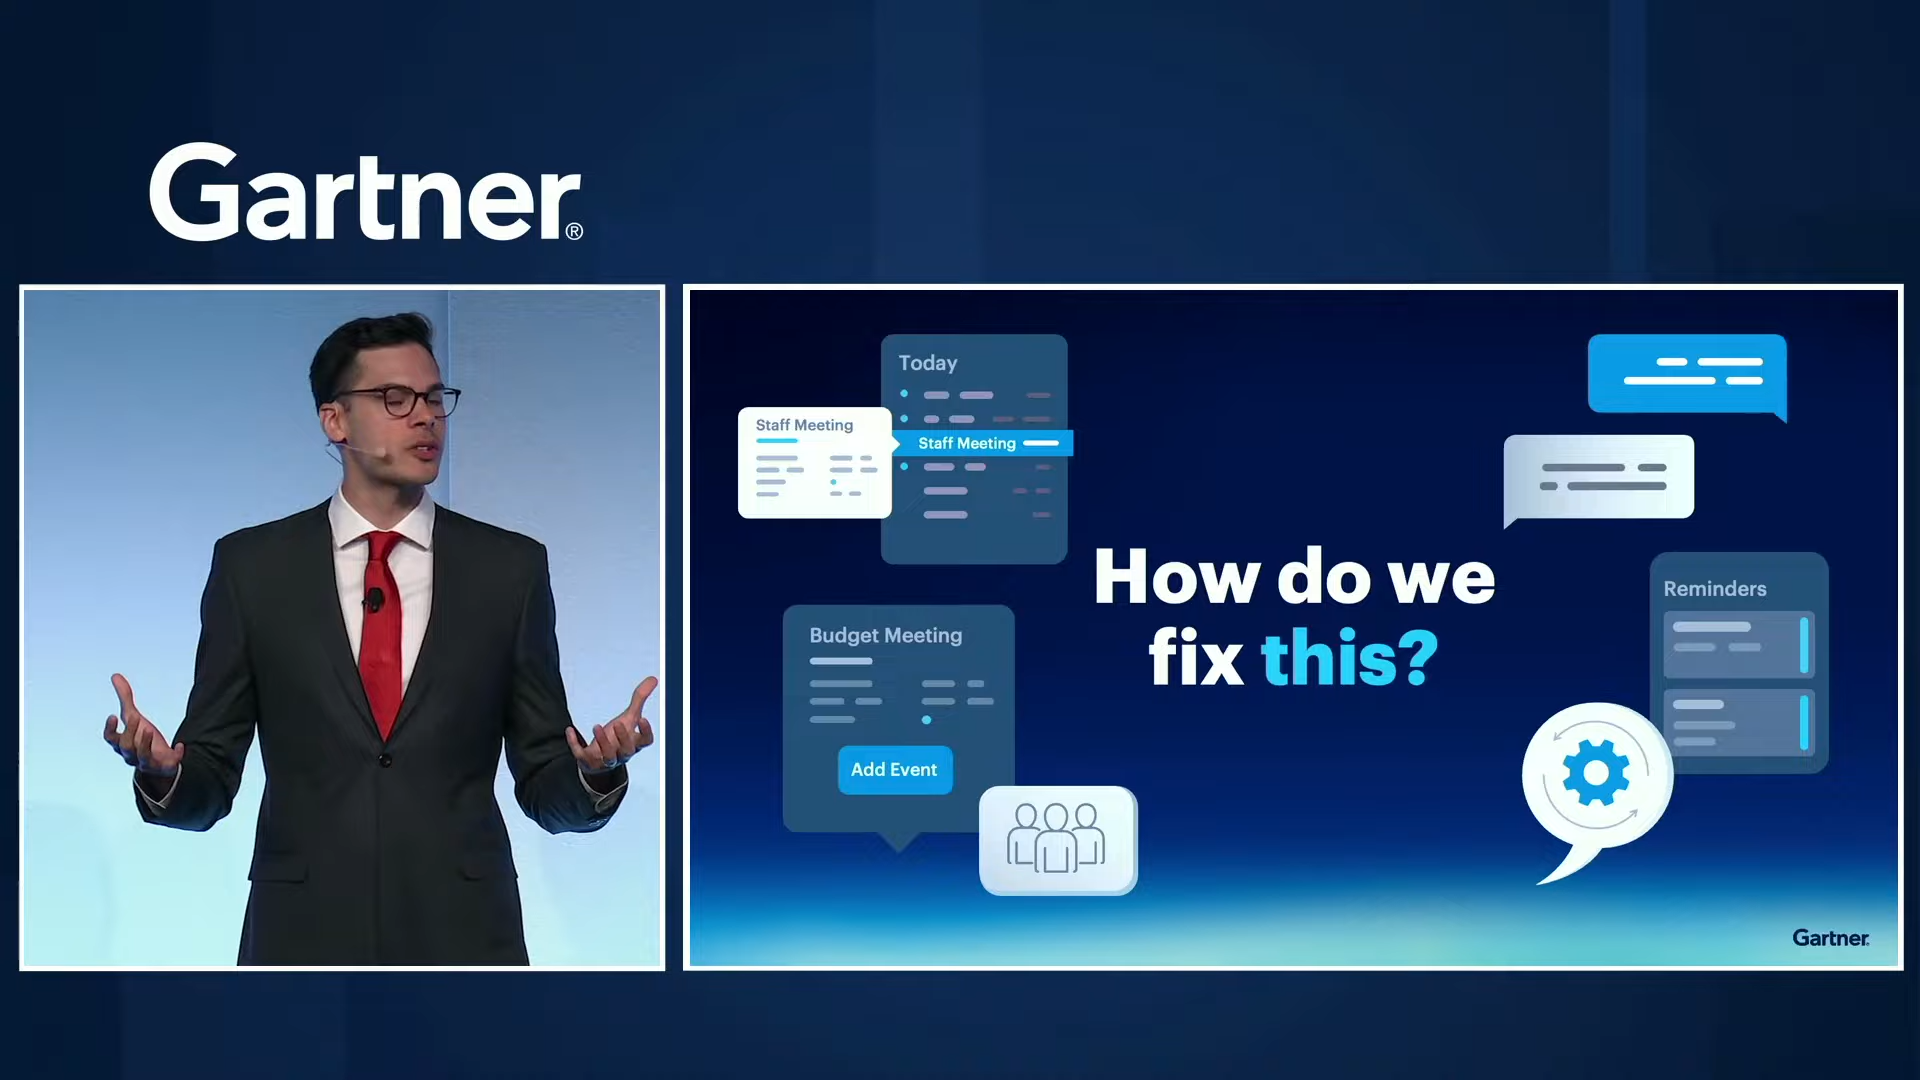 Gartner®
Today
Staff Meeting
Staff Meeting
How do we
fix this?
Budget Meeting
Add Event
Reminders
Gartner